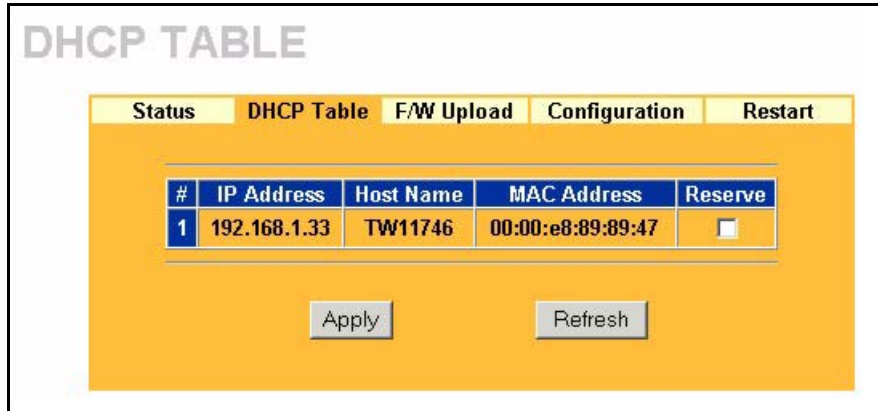 DHCP TABLE
Status DHCP Table F/W Upload Configuration Restart
# IP Address Host Name MAC Address Reserve
1 192.168.1.33 TW11746 00:00:e8:89:89:47
Apply Refresh